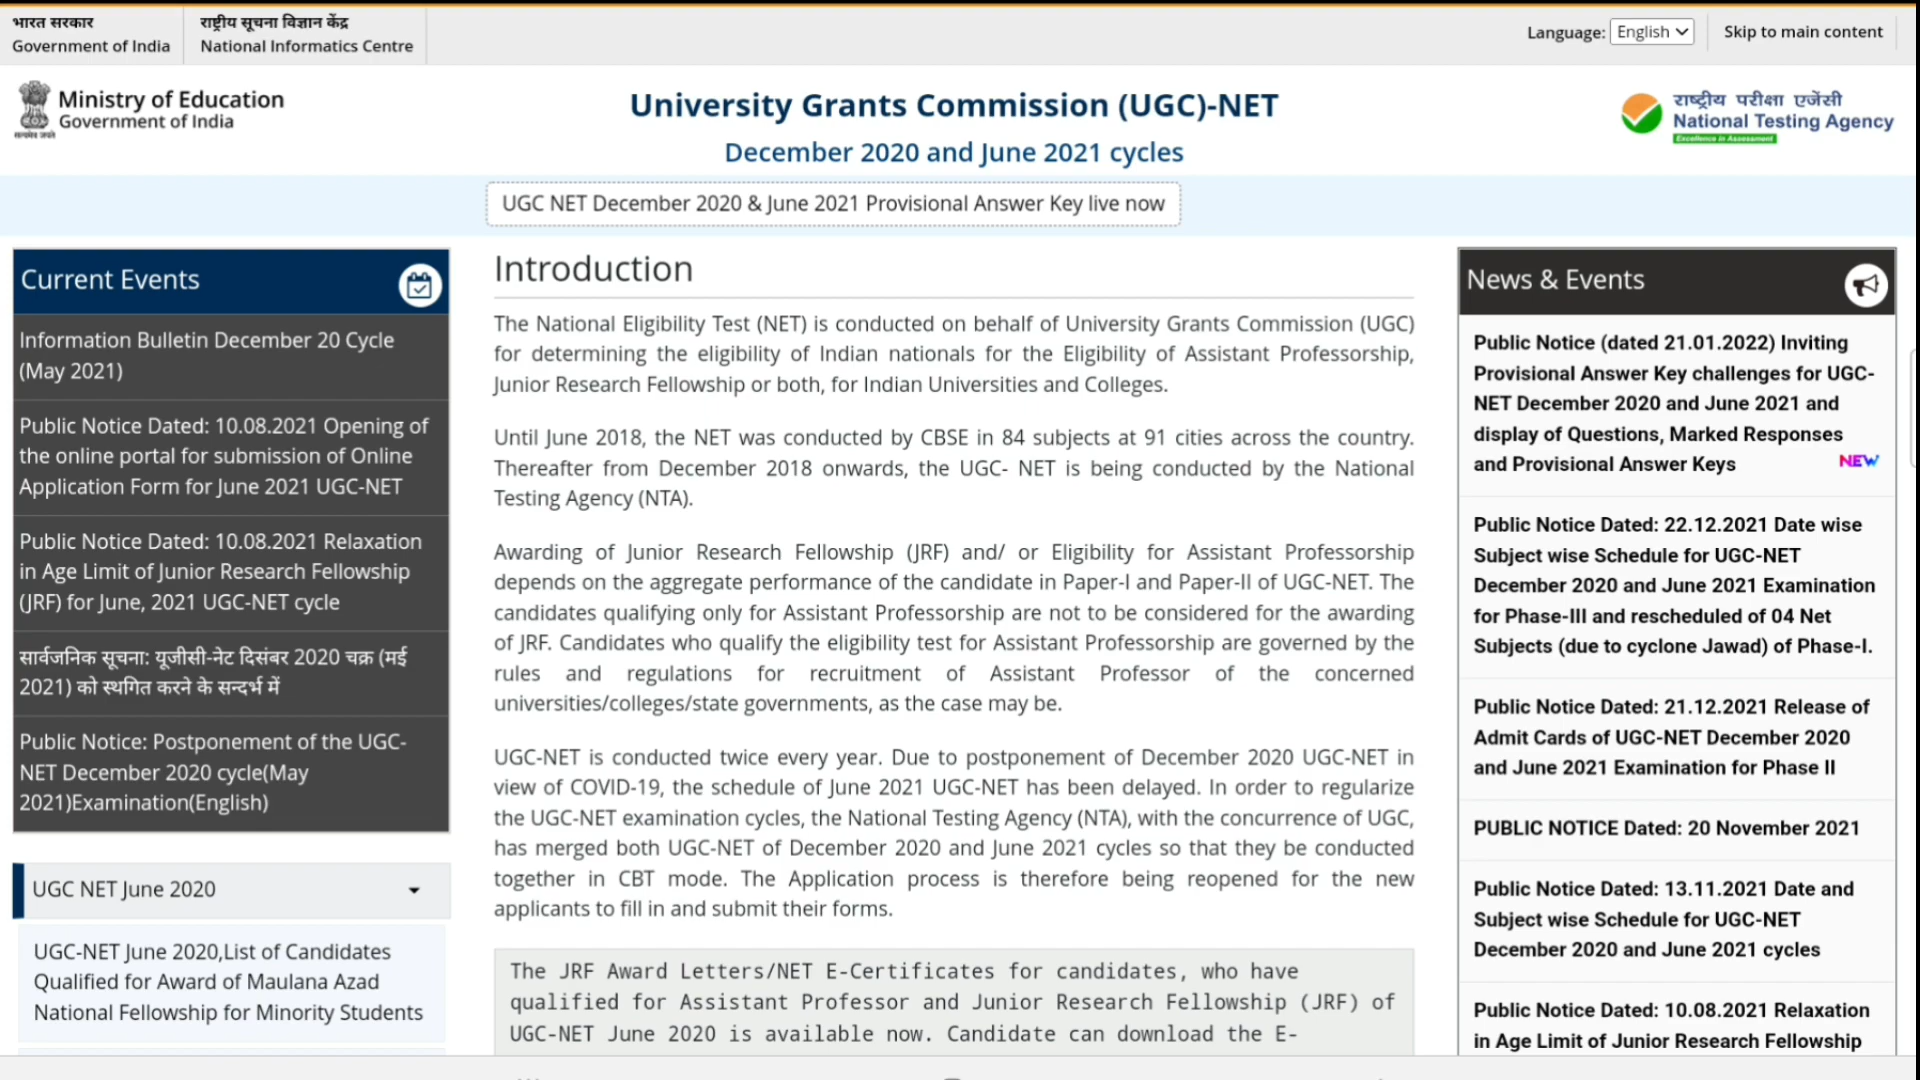 भारत सरकार
Government of India
राष्ट्रीय सूचना विज्ञान केंद्र
National Informatics Centre
Language: English
Skip to main content
सत्यमेव जयते
Ministry of Education
Government of India
University Grants Commission (UGC)-NET
December 2020 and June 2021 cycles
राष्ट्रीय परीक्षा एजेंसी
National Testing Agency
Excellence in Assessment
UGC NET December 2020 & June 2021 Provisional Answer Key live now
Current Events
Information Bulletin December 20 Cycle
(May 2021)
Public Notice Dated: 10.08.2021 Opening of
the online portal for submission of Online
Application Form for June 2021 UGC-NET
Public Notice Dated: 10.08.2021 Relaxation
in Age Limit of Junior Research Fellowship
(JRF) for June, 2021 UGC-NET cycle
सार्वजनिक सूचना: यूजीसी-नेट दिसंबर 2020 चक्र (मई
2021) को स्थगित करने के सन्दर्भ में
Public Notice: Postponement of the UGC-
NET December 2020 cycle(May
2021)Examination(English)
UGC NET June 2020
UGC-NET June 2020,List of Candidates
Qualified for Award of Maulana Azad
National Fellowship for Minority Students
Introduction
The National Eligibility Test (NET) is conducted on behalf of University Grants Commission (UGC)
for determining the eligibility of Indian nationals for the Eligibility of Assistant Professorship,
Junior Research Fellowship or both, for Indian Universities and Colleges.
Until June 2018, the NET was conducted by CBSE in 84 subjects at 91 cities across the country.
Thereafter from December 2018 onwards, the UGC- NET is being conducted by the National
Testing Agency (NTA).
Awarding of Junior Research Fellowship (JRF) and/ or Eligibility for Assistant Professorship
depends on the aggregate performance of the candidate in Paper-I and Paper-II of UGC-NET. The
candidates qualifying only for Assistant Professorship are not to be considered for the awarding
of JRF. Candidates who qualify the eligibility test for Assistant Professorship are governed by the
rules and regulations for recruitment of Assistant Professor of the concerned
universities/colleges/state governments, as the case may be.
UGC-NET is conducted twice every year. Due to postponement of December 2020 UGC-NET in
view of COVID-19, the schedule of June 2021 UGC-NET has been delayed. In order to regularize
the UGC-NET examination cycles, the National Testing Agency (NTA), with the concurrence of UGC,
has merged both UGC-NET of December 2020 and June 2021 cycles so that they be conducted
together in CBT mode. The Application process is therefore being reopened for the new
applicants to fill in and submit their forms.
The JRF Award Letters/NET E-Certificates for candidates, who have
qualified for Assistant Professor and Junior Research Fellowship (JRF) of
UGC-NET June 2020 is available now. Candidate can download the E-
News & Events
Public Notice (dated 21.01.2022) Inviting
Provisional Answer Key challenges for UGC-
NET December 2020 and June 2021 and
display of Questions, Marked Responses
and Provisional Answer Keys NEW
Public Notice Dated: 22.12.2021 Date wise
Subject wise Schedule for UGC-NET
December 2020 and June 2021 Examination
for Phase-III and rescheduled of 04 Net
Subjects (due to cyclone Jawad) of Phase-I.
Public Notice Dated: 21.12.2021 Release of
Admit Cards of UGC-NET December 2020
and June 2021 Examination for Phase II
PUBLIC NOTICE Dated: 20 November 2021
Public Notice Dated: 13.11.2021 Date and
Subject wise Schedule for UGC-NET
December 2020 and June 2021 cycles
Public Notice Dated: 10.08.2021 Relaxation
in Age Limit of Junior Research Fellowship